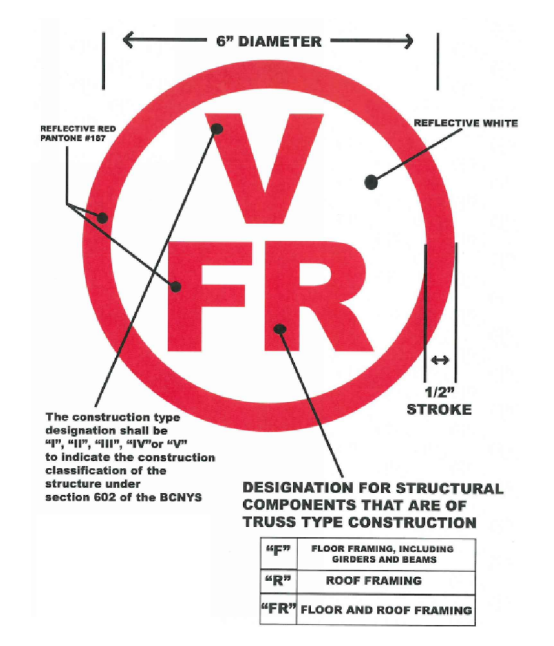 6” DIAMETER
REFLECTIVE RED
PANTONE #187
REFLECTIVE WHITE
V
FR
1/2”
STROKE
The construction type
designation shall be
“I”, “II”, “III”, “IV”or “V”
to indicate the construction
classification of the
structure under
section 602 of the BCNYS
DESIGNATION FOR STRUCTURAL
COMPONENTS THAT ARE OF
TRUSS TYPE CONSTRUCTION
“F” FLOOR FRAMING, INCLUDING
GIRDERS AND BEAMS
“R” ROOF FRAMING
“FR” FLOOR AND ROOF FRAMING